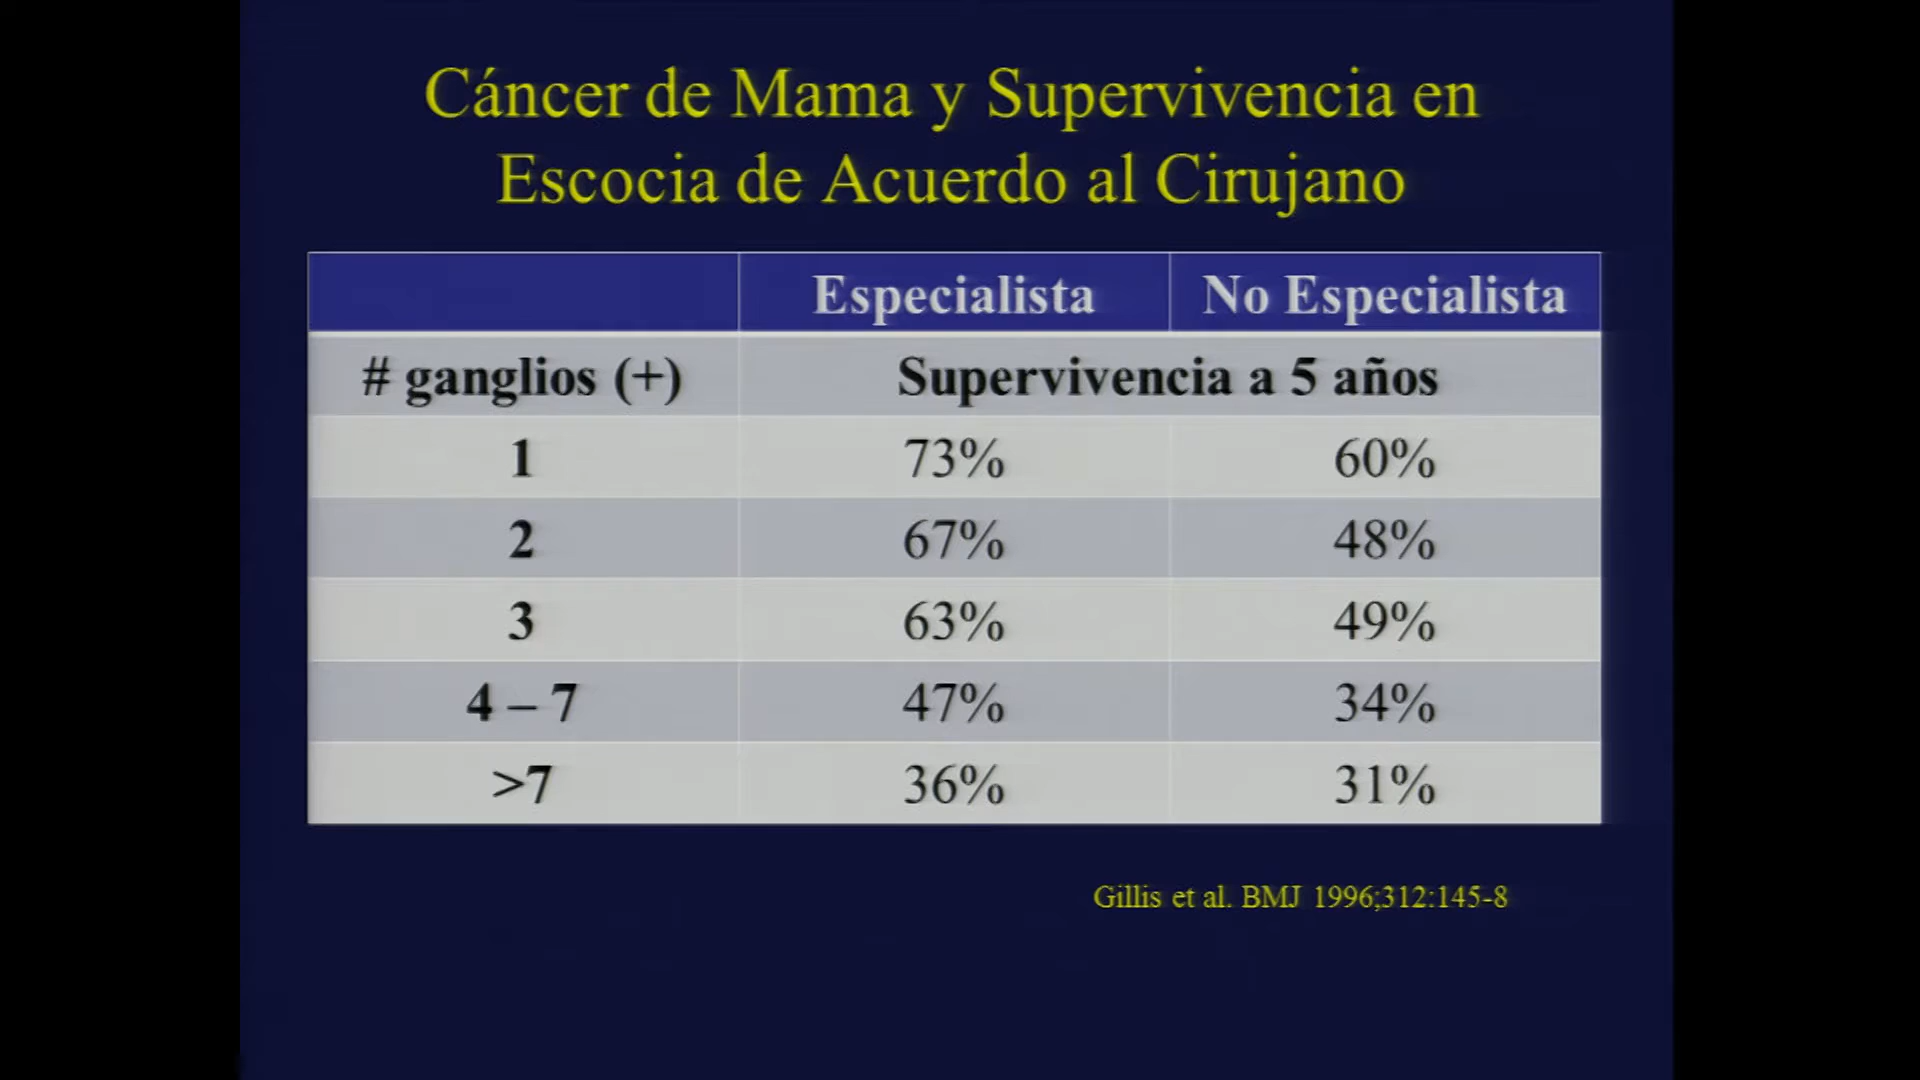 Cáncer de Mama y Supervivencia en
Escocia de Acuerdo al Cirujano
Especialista No Especialista
# ganglios (+) Supervivencia a 5 años
1 73% 60%
2 67% 48%
3 63% 49%
4 – 7 47% 34%
>7 36% 31%
Gillis et al. BMJ 1996;312:145-8